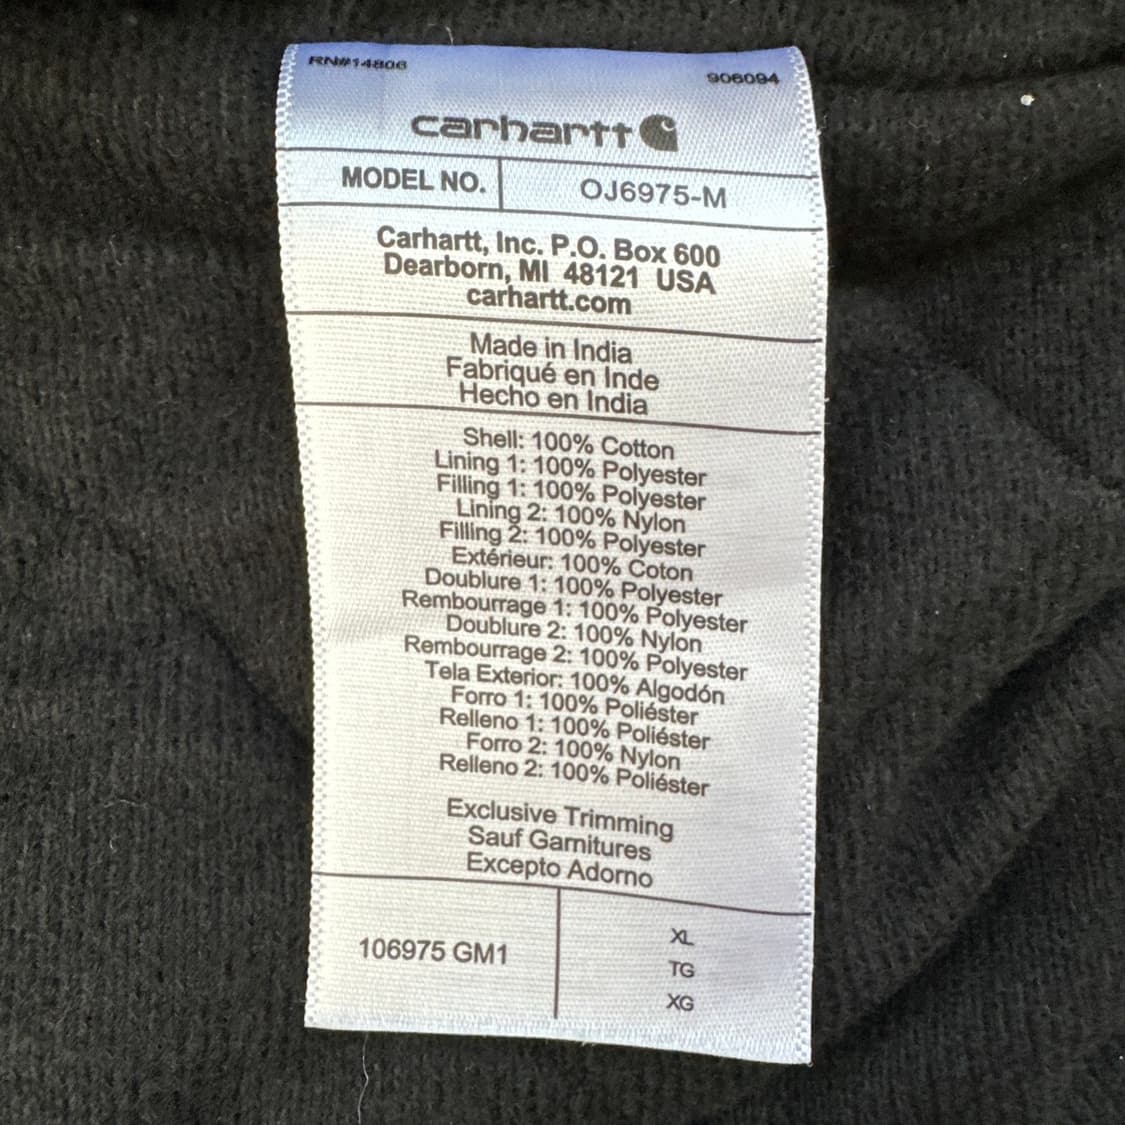 RN#14806
906094
carhartt
MODEL NO. OJ6975-M
Carhartt, Inc. P.O. Box 600
Dearborn, MI 48121 USA
carhartt.com
Made in India
Fabriqué en Inde
Hecho en India
Shell: 100% Cotton
Lining 1: 100% Polyester
Filling 1: 100% Polyester
Lining 2: 100% Nylon
Filling 2: 100% Polyester
Extérieur: 100% Coton
Doublure 1: 100% Polyester
Rembourrage 1: 100% Polyester
Doublure 2: 100% Nylon
Rembourrage 2: 100% Polyester
Tela Exterior: 100% Algodón
Forro 1: 100% Poliéster
Relleno 1: 100% Poliéster
Forro 2: 100% Nylon
Relleno 2: 100% Poliéster
Exclusive Trimming
Sauf Garnitures
Excepto Adorno
106975 GM1
XL
TG
XG